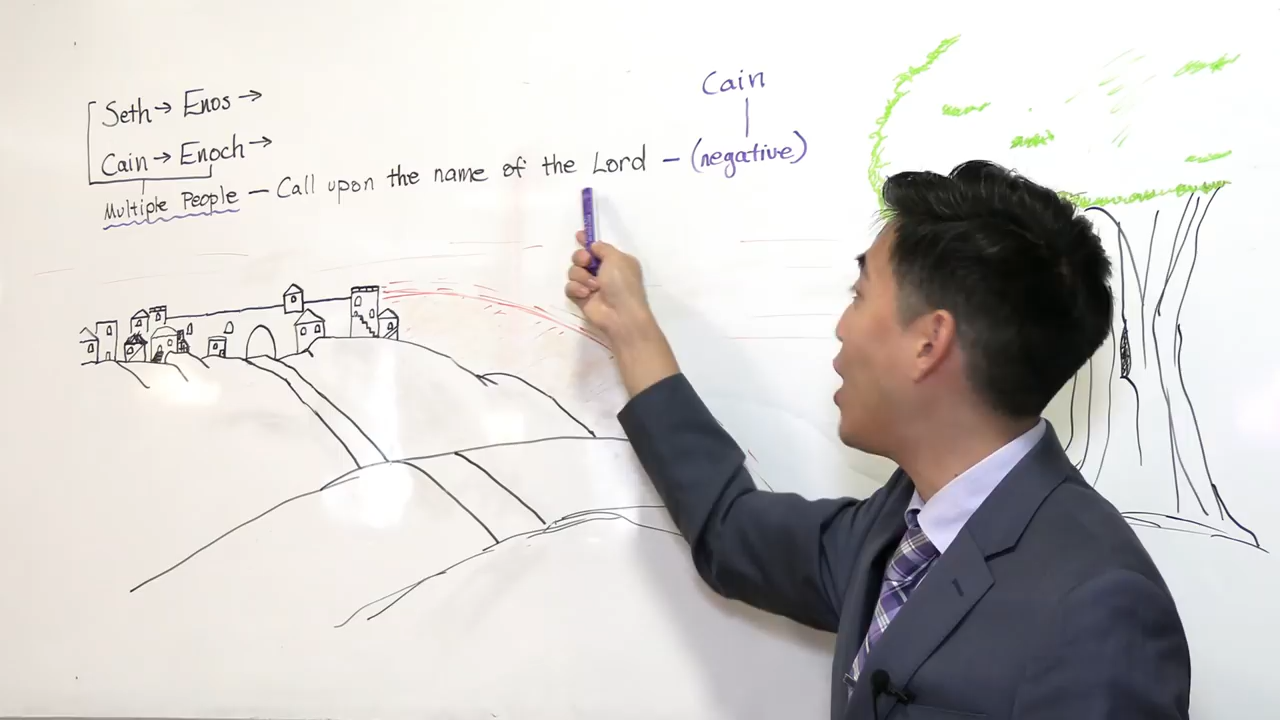 Seth → Enos →
Cain → Enoch →
Multiple People — Call upon the name of the Lord — (negative)
Cain